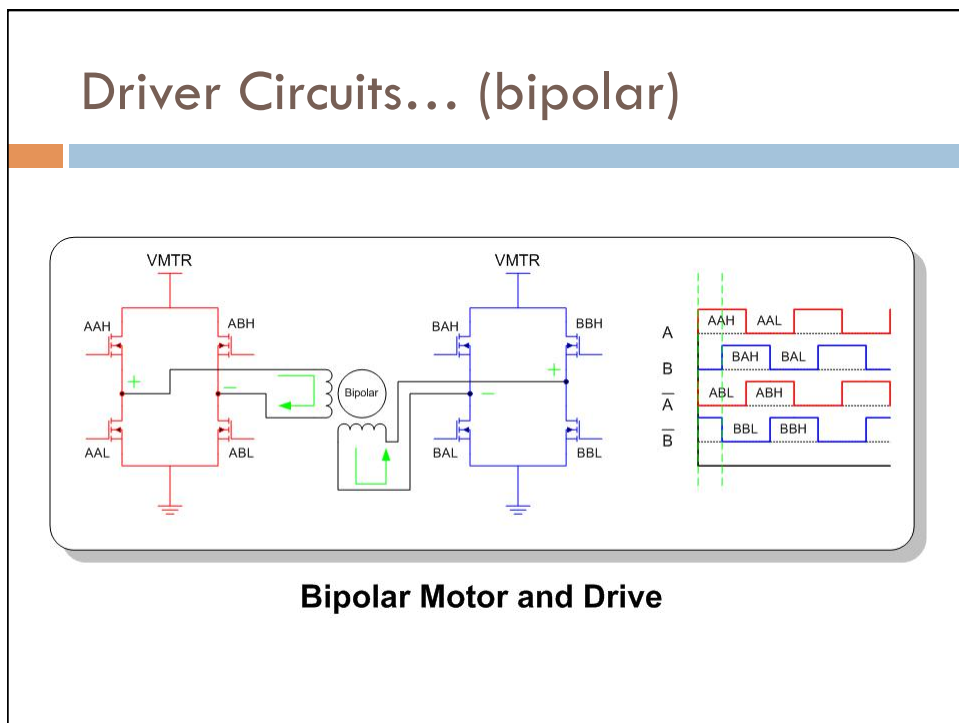 Driver Circuits... (bipolar)
VMTR
VMTR
AAH
ABH
BAH
BBH
+
−
Bipolar
+
−
AAL
ABL
BAL
BBL
A
AAH AAL
B
BAH BAL
A̅
ABL ABH
B̅
BBL BBH
Bipolar Motor and Drive